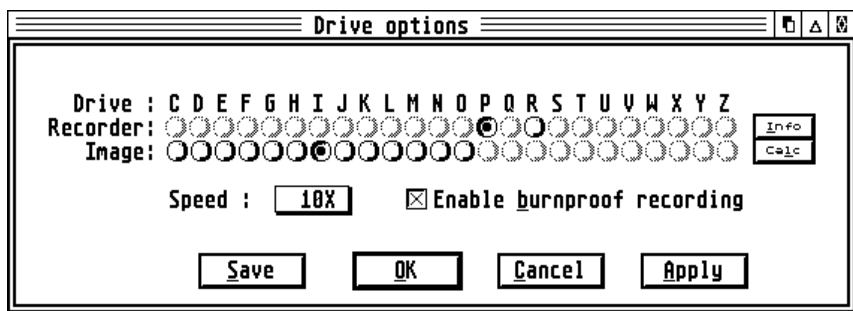 Drive options
Drive : C D E F G H I J K L M N O P Q R S T U V W X Y Z
Recorder: Info
Image: Calc
Speed : 10X Enable burnproof recording
Save OK Cancel Apply